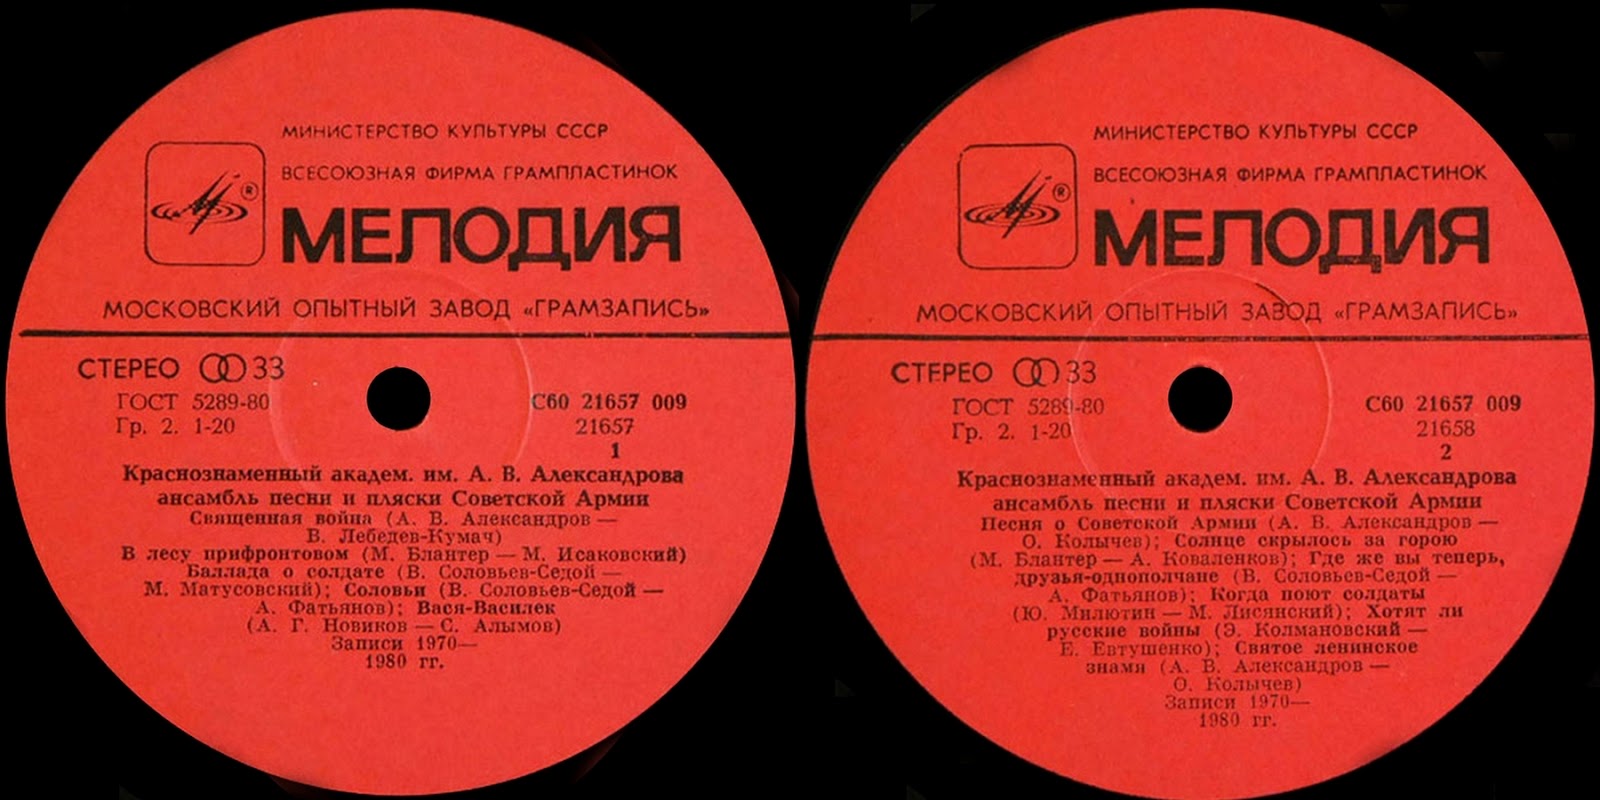 МИНИСТЕРСТВО КУЛЬТУРЫ СССР
ВСЕСОЮЗНАЯ ФИРМА ГРАМПЛАСТИНОК
®
МЕЛОДИЯ
МОСКОВСКИЙ ОПЫТНЫЙ ЗАВОД «ГРАМЗАПИСЬ»
СТЕРЕО 33
ГОСТ 5289-80
Гр. 2. 1-20
С60 21657 009
21657
1
Краснознаменный академ. им. А. В. Александрова
ансамбль песни и пляски Советской Армии
Священная война (А. В. Александров —
В. Лебедев-Кумач)
В лесу прифронтовом (М. Блантер — М. Исаковский)
Баллада о солдате (В. Соловьев-Седой —
М. Матусовский); Соловьи (В. Соловьев-Седой —
А. Фатьянов); Вася-Василек
(А. Г. Новиков — С. Алымов)
Записи 1970—
1980 гг.
МИНИСТЕРСТВО КУЛЬТУРЫ СССР
ВСЕСОЮЗНАЯ ФИРМА ГРАМПЛАСТИНОК
®
МЕЛОДИЯ
МОСКОВСКИЙ ОПЫТНЫЙ ЗАВОД «ГРАМЗАПИСЬ»
СТЕРЕО 33
ГОСТ 5289-80
Гр. 2. 1-20
С60 21657 009
21658
2
Краснознаменный академ. им. А. В. Александрова
ансамбль песни и пляски Советской Армии
Песня о Советской Армии (А. В. Александров —
О. Колычев); Солнце скрылось за горою
(М. Блантер — А. Коваленков); Где же вы теперь,
друзья-однополчане (В. Соловьев-Седой —
А. Фатьянов); Когда поют солдаты
(Ю. Милютин — М. Лисянский); Хотят ли
русские войны (Э. Колмановский —
Е. Евтушенко); Святое ленинское
знамя (А. В. Александров —
О. Колычев)
Записи 1970—
1980 гг.